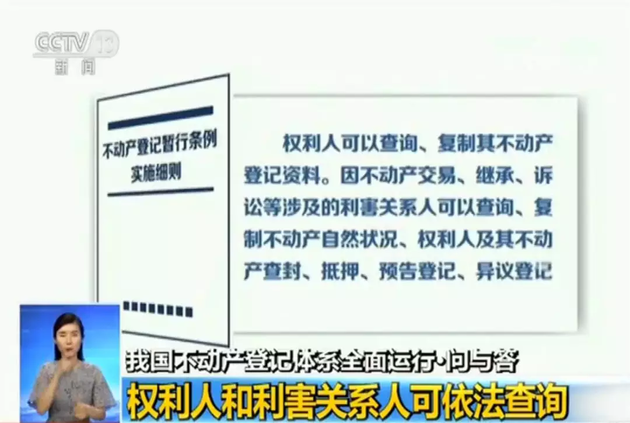 CCTV 13
新闻
不动产登记暂行条例
实施细则
权利人可以查询、复制其不动产
登记资料。因不动产交易、继承、诉
讼等涉及的利害关系人可以查询、复
制不动产自然状况、权利人及其不动
产查封、抵押、预告登记、异议登记
我国不动产登记体系全面运行·问与答
权利人和利害关系人可依法查询